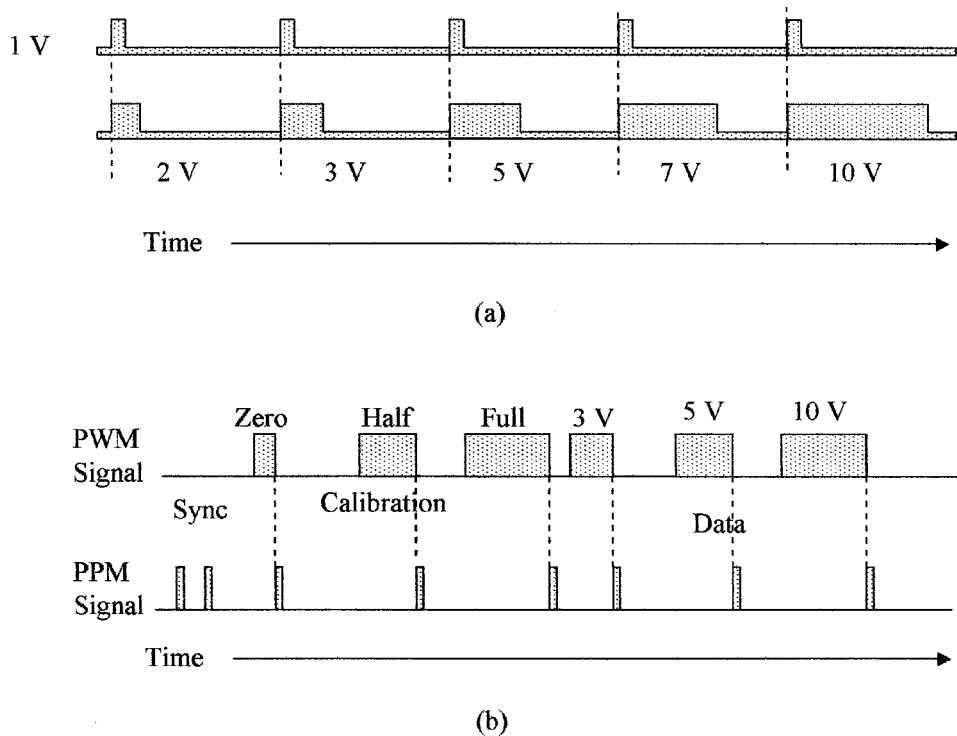 1 V
2 V 3 V 5 V 7 V 10 V
Time
(a)
Zero Half Full 3 V 5 V 10 V
PWM
Signal
Sync Calibration Data
PPM
Signal
Time
(b)